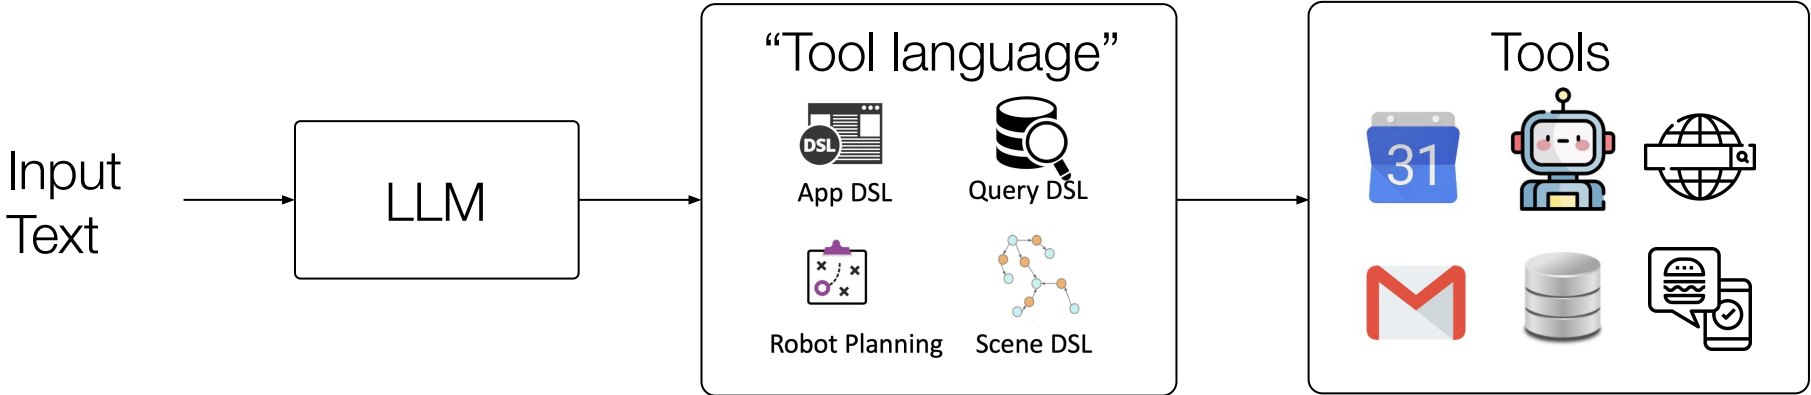 Input
Text
LLM
“Tool language”
DSL
App DSL
Query DSL
Robot Planning
Scene DSL
Tools
31